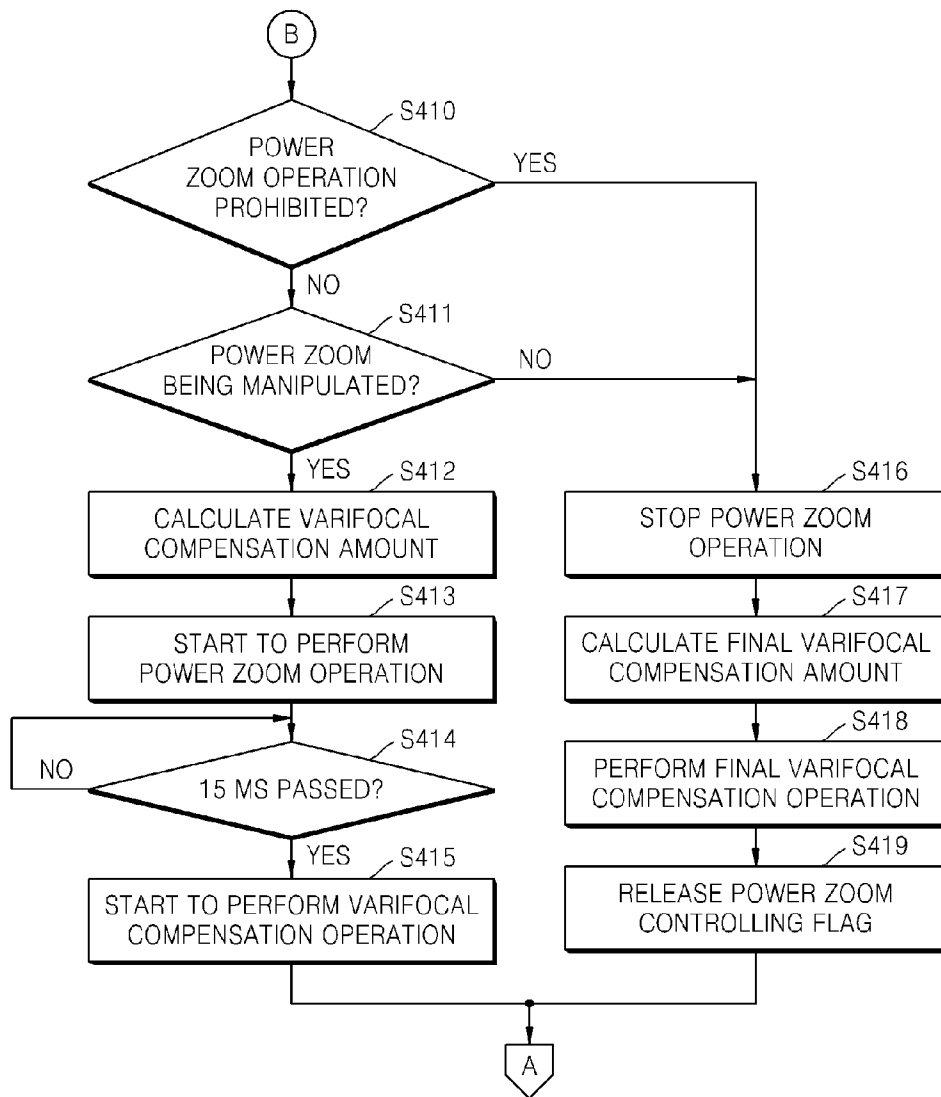 B
S410
POWER
ZOOM OPERATION
PROHIBITED?
YES
NO
S411
POWER ZOOM
BEING MANIPULATED?
NO
YES
S412
CALCULATE VARIFOCAL
COMPENSATION AMOUNT
S413
START TO PERFORM
POWER ZOOM OPERATION
S414
15 MS PASSED?
NO
YES
S415
START TO PERFORM VARIFOCAL
COMPENSATION OPERATION
S416
STOP POWER ZOOM
OPERATION
S417
CALCULATE FINAL VARIFOCAL
COMPENSATION AMOUNT
S418
PERFORM FINAL VARIFOCAL
COMPENSATION OPERATION
S419
RELEASE POWER ZOOM
CONTROLLING FLAG
A